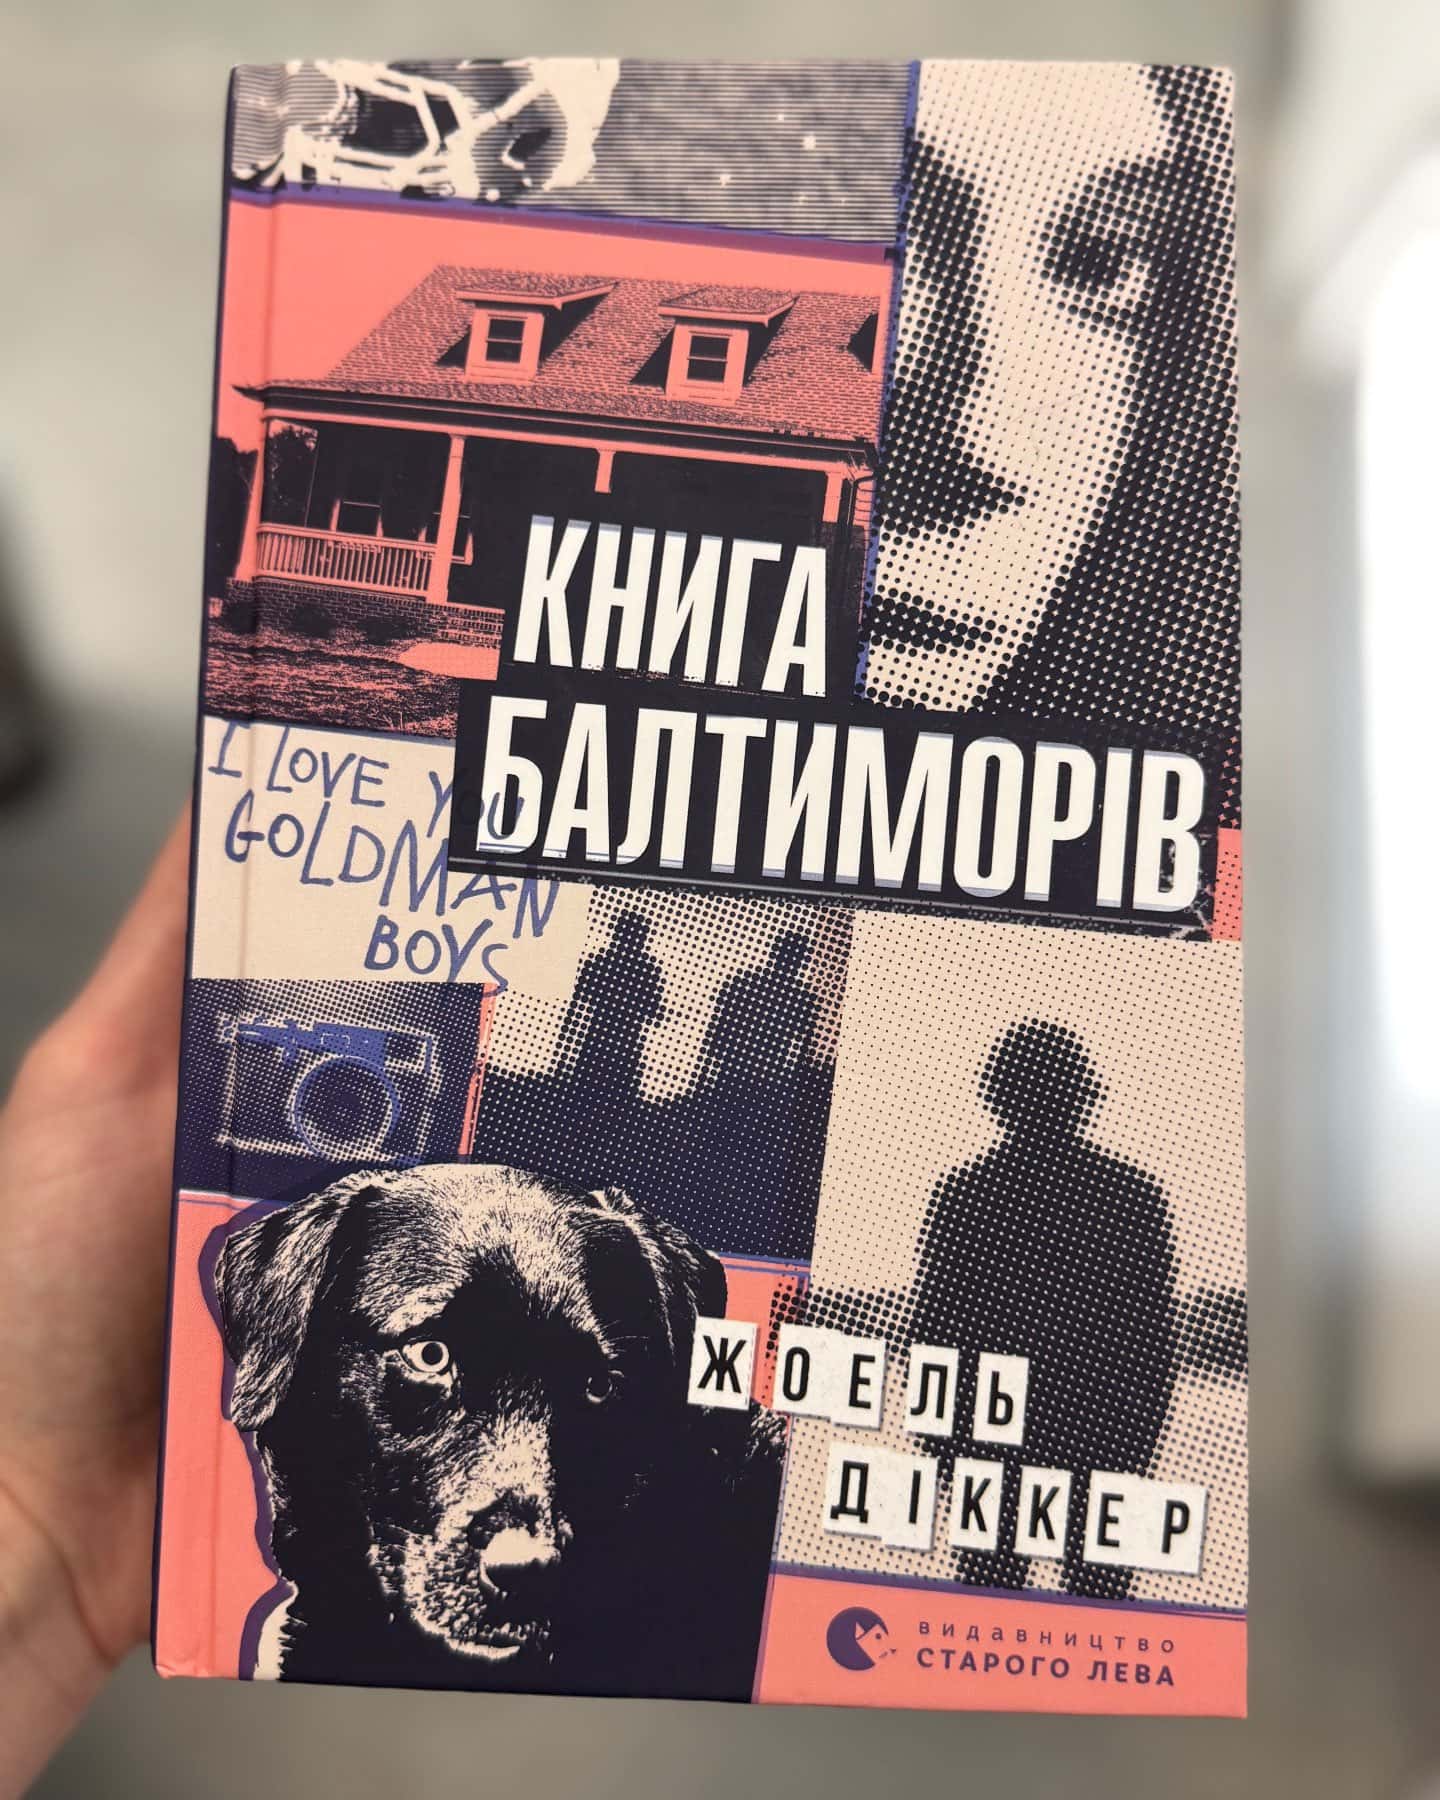 КНИГА
БАЛТИМОРІВ
I LOVE YOU
GOLDMAN
BOYS
ЖОЕЛЬ
ДІККЕР
ВИДАВНИЦТВО
СТАРОГО ЛЕВА